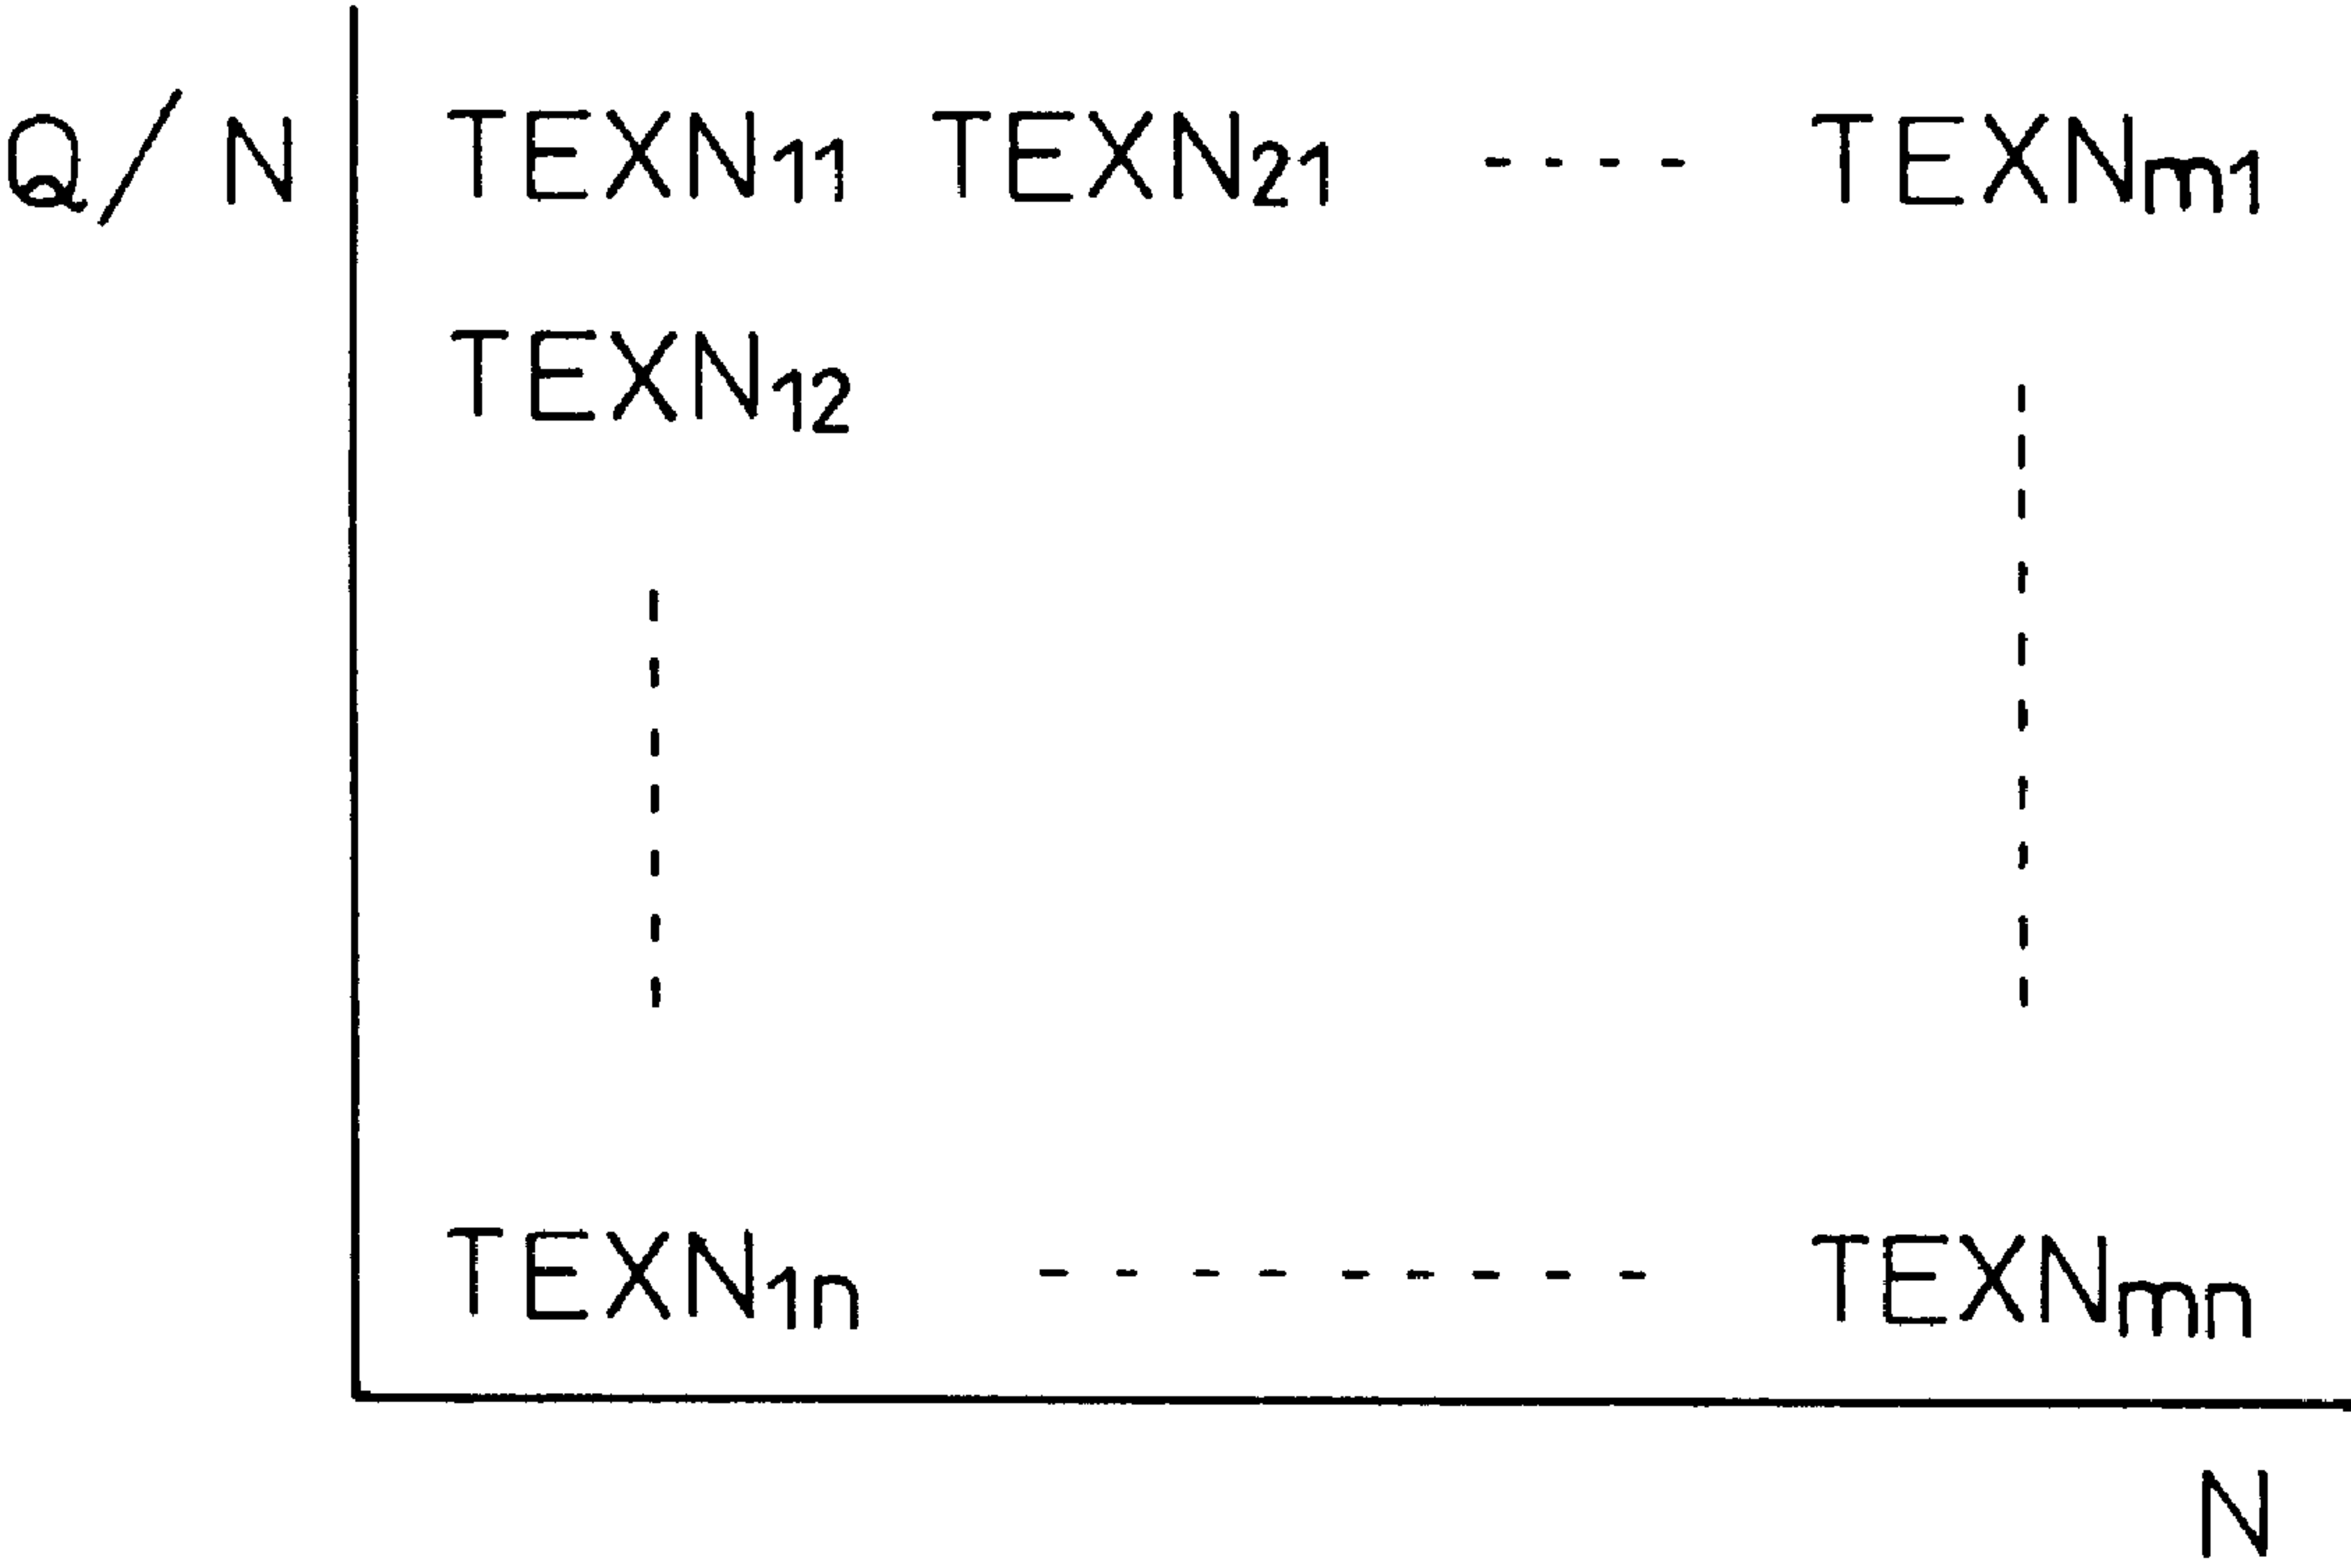 Q/N TEXN11 TEXN21 ---- TEXNm1
TEXN12
TEXN1n --------- TEXNmn
N